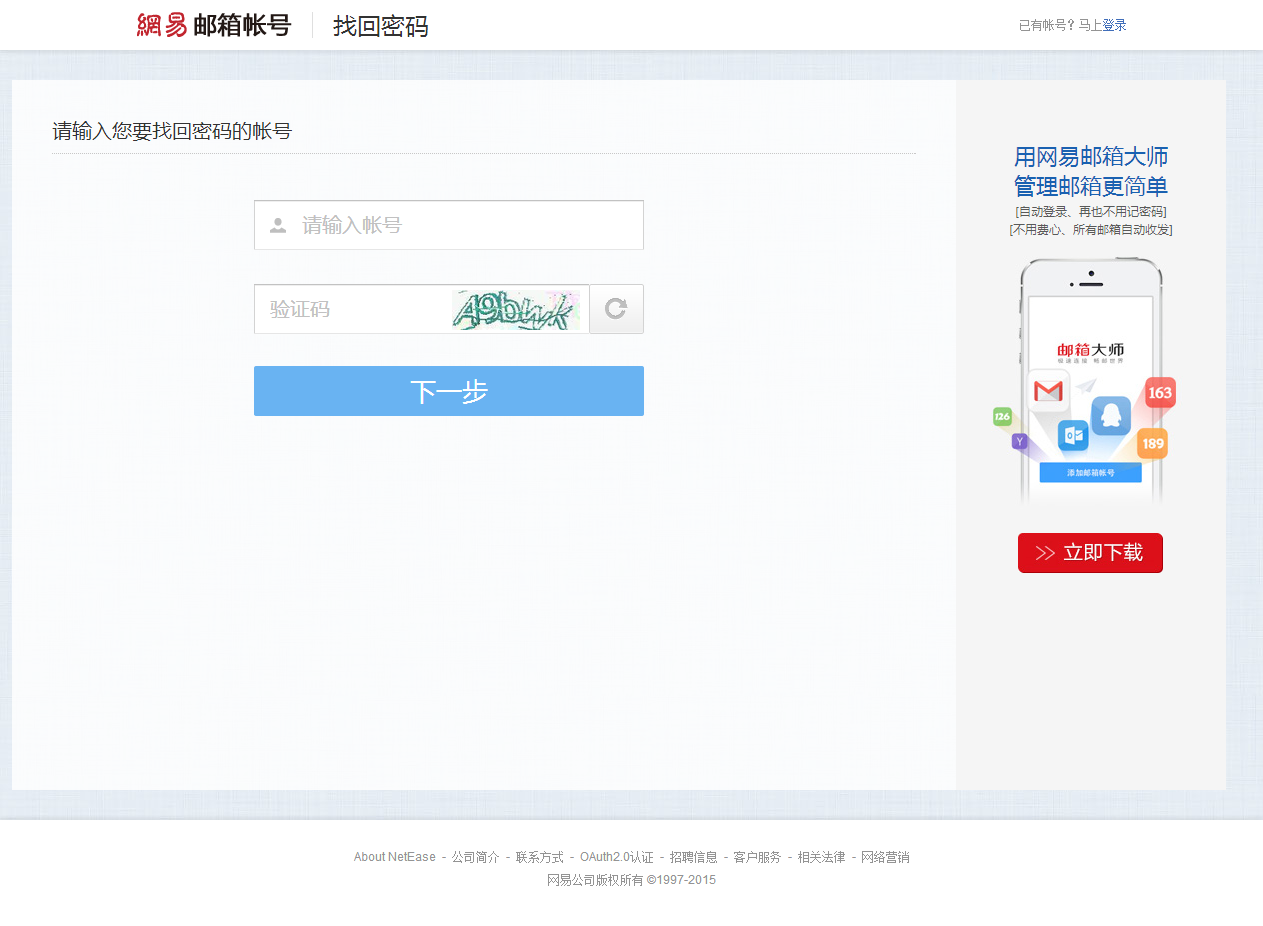 網易 邮箱帐号 找回密码
已有帐号？马上登录
请输入您要找回密码的帐号
请输入帐号
验证码
A9bwk
下一步
用网易邮箱大师
管理邮箱更简单
[自动登录、再也不用记密码]
[不用费心、所有邮箱自动收发]
邮箱大师
163
126
Y
189
添加邮箱帐号
>> 立即下载
About NetEase - 公司简介 - 联系方式 - OAuth2.0认证 - 招聘信息 - 客户服务 - 相关法律 - 网络营销
网易公司版权所有 ©1997-2015